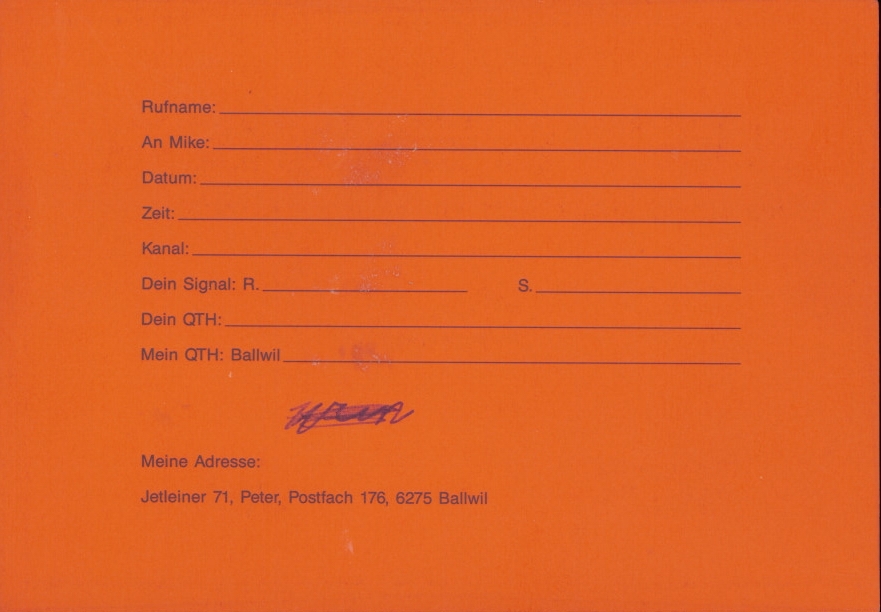 Rufname:
An Mike:
Datum:
Zeit:
Kanal:
Dein Signal: R. S.
Dein QTH:
Mein QTH: Ballwil
Meine Adresse:
Jetleiner 71, Peter, Postfach 176, 6275 Ballwil